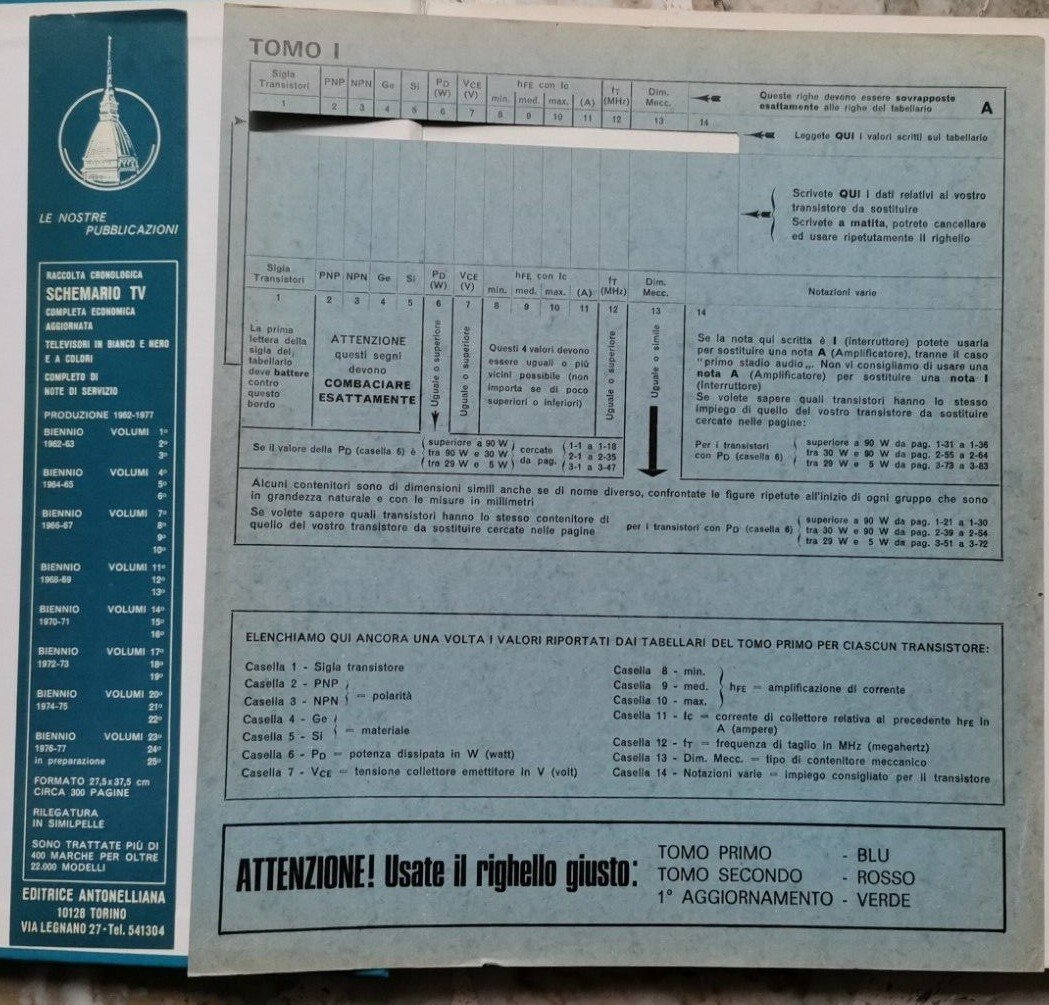 LE NOSTRE
PUBBLICAZIONI
RACCOLTA CRONOLOGICA
SCHEMARIO TV
COMPLETA ECONOMICA
AGGIORNATA
TELEVISORI IN BIANCO E NERO
E A COLORI
COMPLETO DI
NOTE DI SERVIZIO
PRODUZIONE 1962-1977
BIENNIO VOLUMI 1º
1962-63 2º
3º
BIENNIO VOLUMI 4º
1964-65 5º
6º
BIENNIO VOLUMI 7º
1966-67 8º
9º
10º
BIENNIO VOLUMI 11º
1968-69 12º
13º
BIENNIO VOLUMI 14º
1970-71 15º
16º
BIENNIO VOLUMI 17º
1972-73 18º
19º
BIENNIO VOLUMI 20º
1974-75 21º
22º
BIENNIO VOLUMI 23º
1976-77 24º
in preparazione 25º
FORMATO 27,5x37,5 cm
CIRCA 300 PAGINE
RILEGATURA
IN SIMILPELLE
SONO TRATTATE PIÙ DI
400 MARCHE PER OLTRE
22.000 MODELLI
EDITRICE ANTONELLIANA
10128 TORINO
VIA LEGNANO 27-Tel. 541304
TOMO I
Sigla Transistori PNP NPN Ge Si PD (W) VCE (V) hFE con Ic min. med. max. (A) fT (MHz) Dim. Mecc.
1 2 3 4 5 6 7 8 9 10 11 12 13 14
Queste righe devono essere sovrapposte
esattamente alle righe del tabellario
A
Leggete QUI i valori scritti sul tabellario
Scrivete QUI i dati relativi al vostro
transistore da sostituire
Scrivete a matita, potrete cancellare
ed usare ripetutamente il righello
Sigla Transistori PNP NPN Ge Si PD (W) VCE (V) hFE con Ic min. med. max. (A) fT (MHz) Dim. Mecc. Notazioni varie
1 2 3 4 5 6 7 8 9 10 11 12 13 14
La prima
lettera della
sigla del
tabellario
deve battere
contro
questo
bordo
ATTENZIONE
questi segni
devono
COMBACIARE
ESATTAMENTE
Uguale o superiore
Uguale o superiore
Questi 4 valori devono
essere uguali o più
vicini possibile (non
importa se di poco
superiori o inferiori)
Uguale o superiore
Uguale o simile
Se la nota qui scritta è I (interruttore) potete usarla
per sostituire una nota A (Amplificatore), tranne il caso
"primo stadio audio„. Non vi consigliamo di usare una
nota A (Amplificatore) per sostituire una nota I
(Interruttore)
Se volete sapere quali transistori hanno lo stesso
impiego di quello del vostro transistore da sostituire
cercate nelle pagine:
Per i transistori
con PD (casella 6)
superiore a 90 W da pag. 1-31 a 1-36
tra 30 W e 90 W da pag. 2-55 a 2-64
tra 29 W e 5 W da pag. 3-73 a 3-83
Se il valore della PD (casella 6) è
superiore a 90 W
tra 90 W e 30 W
tra 29 W e 5 W
cercate
da pag.
1-1 a 1-18
2-1 a 2-35
3-1 a 3-47
Alcuni contenitori sono di dimensioni simili anche se di nome diverso, confrontate le figure ripetute all'inizio di ogni gruppo che sono
in grandezza naturale e con le misure in millimetri
Se volete sapere quali transistori hanno lo stesso contenitore di
quello del vostro transistore da sostituire cercate nelle pagine
per i transistori con PD (casella 6)
superiore a 90 W da pag. 1-21 a 1-30
tra 30 W e 90 W da pag. 2-39 a 2-54
tra 29 W e 5 W da pag. 3-51 a 3-72
ELENCHIAMO QUI ANCORA UNA VOLTA I VALORI RIPORTATI DAI TABELLARI DEL TOMO PRIMO PER CIASCUN TRANSISTORE:
Casella 1 - Sigla transistore
Casella 2 - PNP
Casella 3 - NPN
= polarità
Casella 4 - Ge
Casella 5 - Si
= materiale
Casella 6 - PD = potenza dissipata in W (watt)
Casella 7 - VCE = tensione collettore emettitore in V (volt)
Casella 8 - min.
Casella 9 - med.
Casella 10 - max.
hFE = amplificazione di corrente
Casella 11 - Ic = corrente di collettore relativa al precedente hFE in
A (ampere)
Casella 12 - fT = frequenza di taglio in MHz (megahertz)
Casella 13 - Dim. Mecc. = tipo di contenitore meccanico
Casella 14 - Notazioni varie = impiego consigliato per il transistore
ATTENZIONE! Usate il righello giusto:
TOMO PRIMO - BLU
TOMO SECONDO - ROSSO
1° AGGIORNAMENTO - VERDE